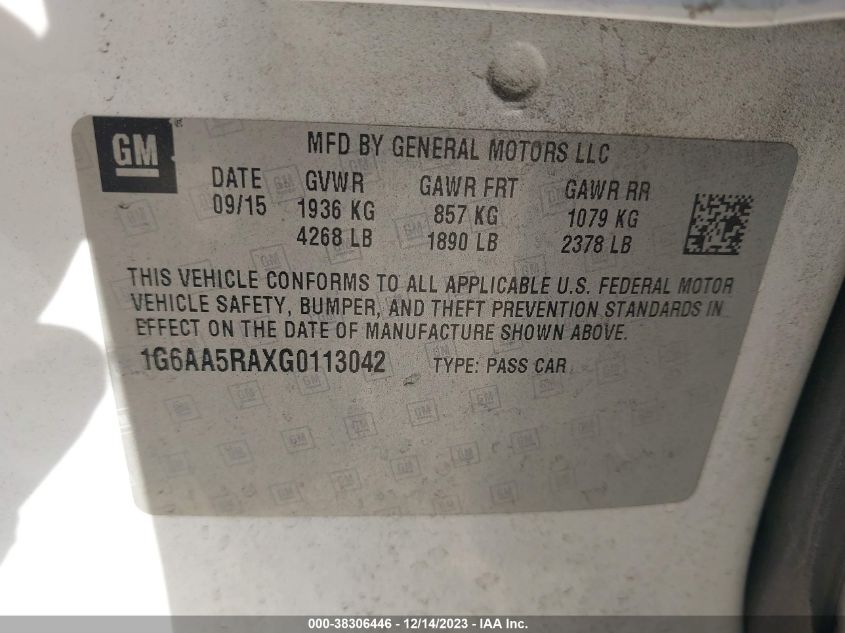 GM
MFD BY GENERAL MOTORS LLC
DATE GVWR GAWR FRT GAWR RR
09/15 1936 KG 857 KG 1079 KG
4268 LB 1890 LB 2378 LB
THIS VEHICLE CONFORMS TO ALL APPLICABLE U.S. FEDERAL MOTOR
VEHICLE SAFETY, BUMPER, AND THEFT PREVENTION STANDARDS IN
EFFECT ON THE DATE OF MANUFACTURE SHOWN ABOVE.
1G6AA5RAXG0113042 TYPE: PASS CAR
000-38306446 - 12/14/2023 - IAA Inc.